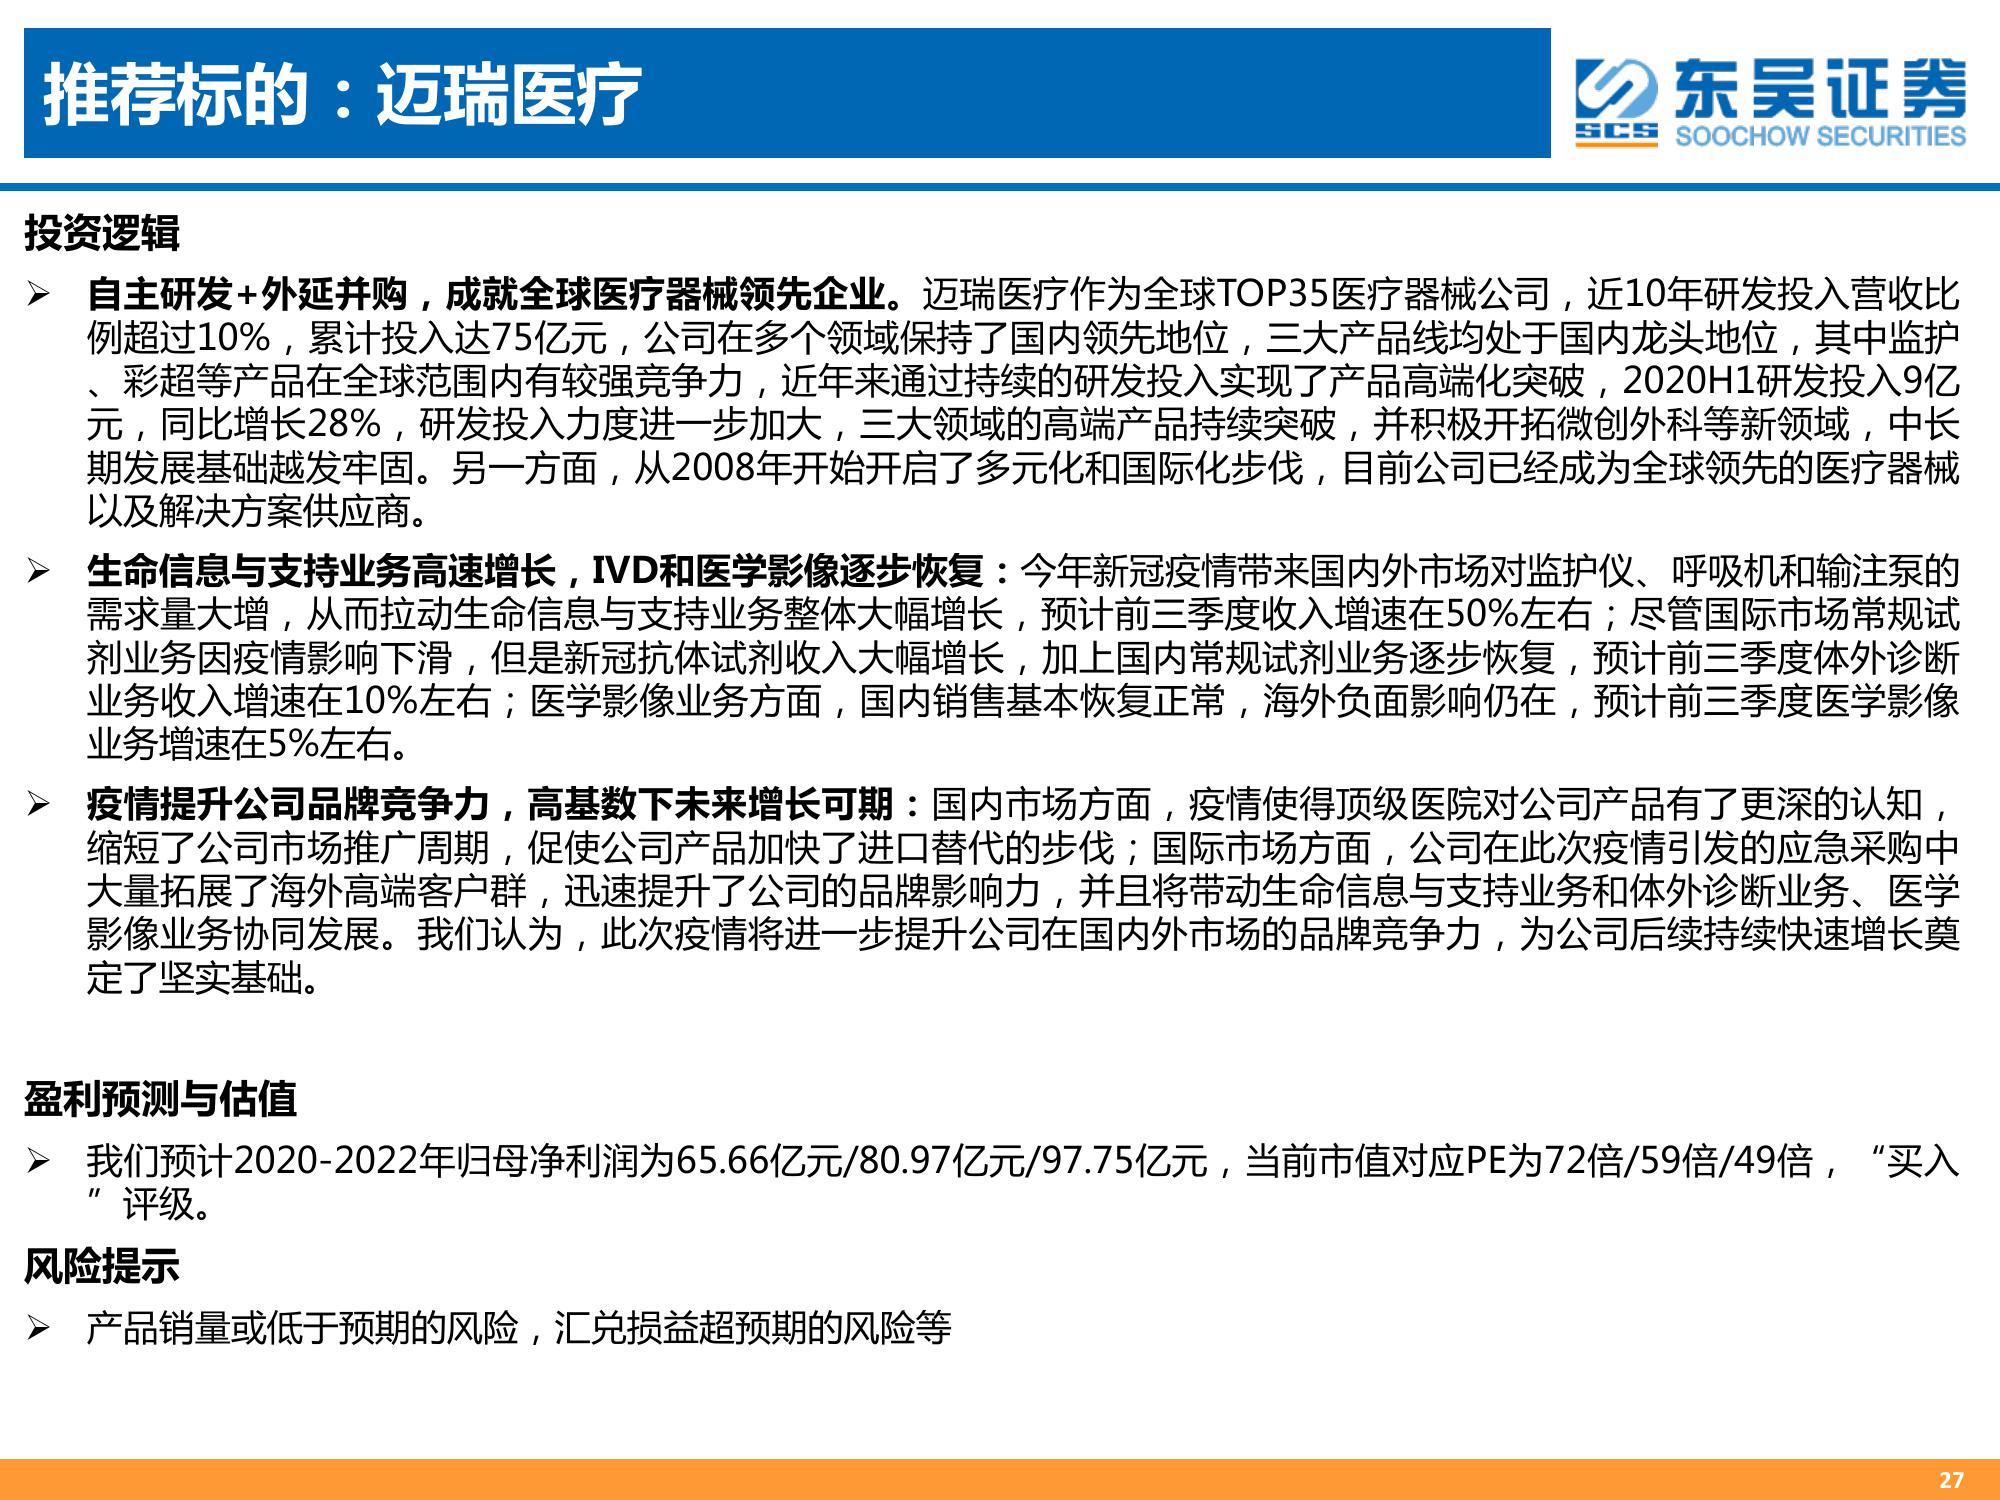 推荐标的：迈瑞医疗
东吴证券
SCS
SOOCHOW SECURITIES
投资逻辑
➢ 自主研发+外延并购，成就全球医疗器械领先企业。迈瑞医疗作为全球TOP35医疗器械公司，近10年研发投入营收比
例超过10%，累计投入达75亿元，公司在多个领域保持了国内领先地位，三大产品线均处于国内龙头地位，其中监护
、彩超等产品在全球范围内有较强竞争力，近年来通过持续的研发投入实现了产品高端化突破，2020H1研发投入9亿
元，同比增长28%，研发投入力度进一步加大，三大领域的高端产品持续突破，并积极开拓微创外科等新领域，中长
期发展基础越发牢固。另一方面，从2008年开始开启了多元化和国际化步伐，目前公司已经成为全球领先的医疗器械
以及解决方案供应商。
➢ 生命信息与支持业务高速增长，IVD和医学影像逐步恢复：今年新冠疫情带来国内外市场对监护仪、呼吸机和输注泵的
需求量大增，从而拉动生命信息与支持业务整体大幅增长，预计前三季度收入增速在50%左右；尽管国际市场常规试
剂业务因疫情影响下滑，但是新冠抗体试剂收入大幅增长，加上国内常规试剂业务逐步恢复，预计前三季度体外诊断
业务收入增速在10%左右；医学影像业务方面，国内销售基本恢复正常，海外负面影响仍在，预计前三季度医学影像
业务增速在5%左右。
➢ 疫情提升公司品牌竞争力，高基数下未来增长可期：国内市场方面，疫情使得顶级医院对公司产品有了更深的认知，
缩短了公司市场推广周期，促使公司产品加快了进口替代的步伐；国际市场方面，公司在此次疫情引发的应急采购中
大量拓展了海外高端客户群，迅速提升了公司的品牌影响力，并且将带动生命信息与支持业务和体外诊断业务、医学
影像业务协同发展。我们认为，此次疫情将进一步提升公司在国内外市场的品牌竞争力，为公司后续持续快速增长奠
定了坚实基础。
盈利预测与估值
➢ 我们预计2020-2022年归母净利润为65.66亿元/80.97亿元/97.75亿元，当前市值对应PE为72倍/59倍/49倍，“买入
”评级。
风险提示
➢ 产品销量或低于预期的风险，汇兑损益超预期的风险等
27